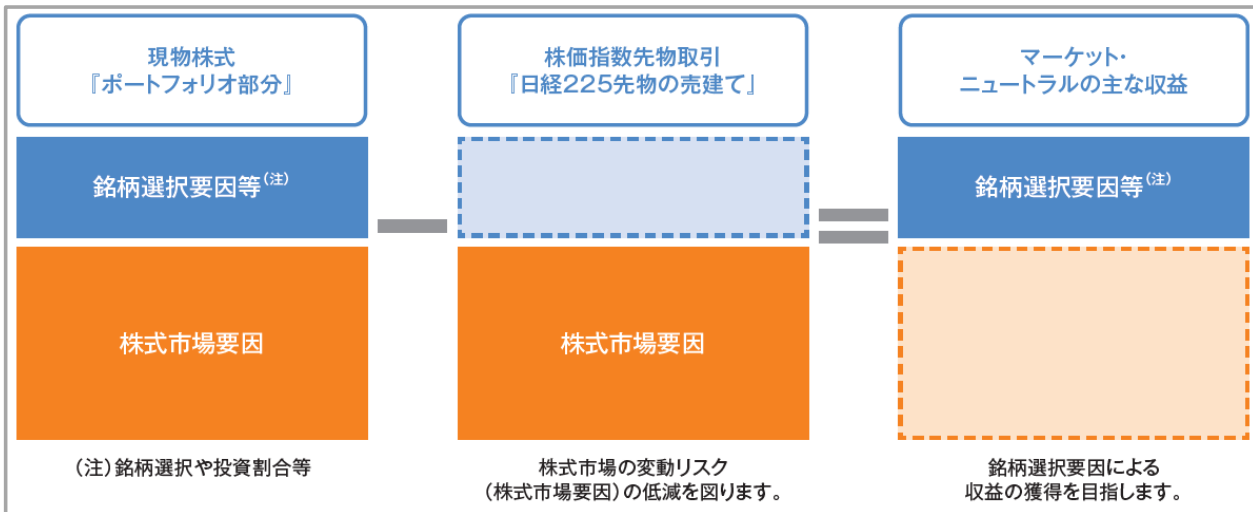 現物株式
『ポートフォリオ部分』
株価指数先物取引
『日経225先物の売建て』
マーケット・
ニュートラルの主な収益
銘柄選択要因等(注)
銘柄選択要因等(注)
株式市場要因
株式市場要因
(注)銘柄選択や投資割合等
株式市場の変動リスク
(株式市場要因)の低減を図ります。
銘柄選択要因による
収益の獲得を目指します。